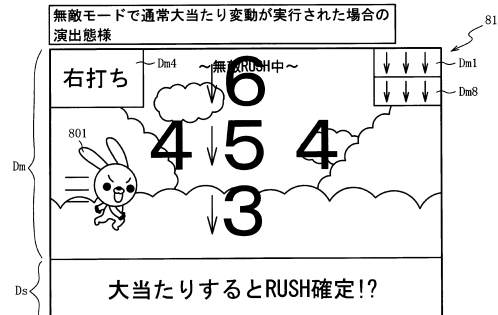 無敵モードで通常大当たり変動が実行された場合の
演出態様
81
右打ち
Dm4
～無敵RUSH中～
Dm1
Dm8
6
801
4 5 4
Dm
3
Ds
大当たりするとRUSH確定!?